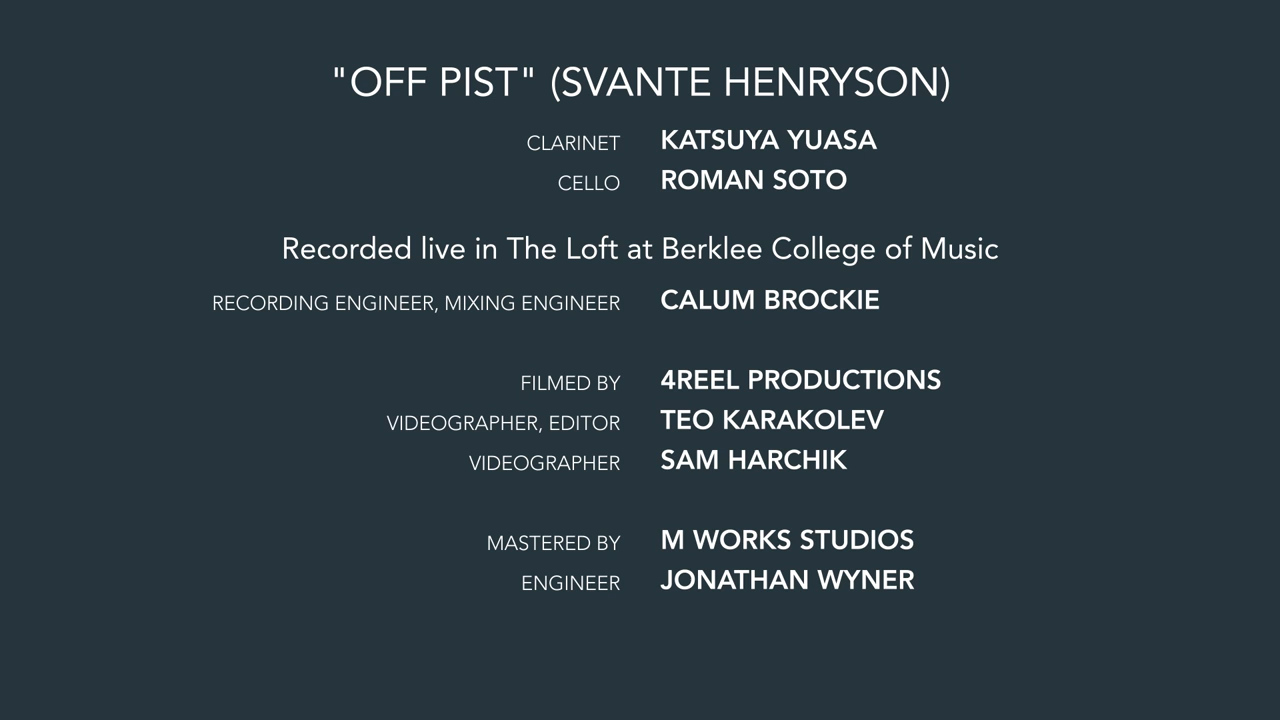 "OFF PIST" (SVANTE HENRYSON)
CLARINET KATSUYA YUASA
CELLO ROMAN SOTO
Recorded live in The Loft at Berklee College of Music
RECORDING ENGINEER, MIXING ENGINEER CALUM BROCKIE
FILMED BY 4REEL PRODUCTIONS
VIDEOGRAPHER, EDITOR TEO KARAKOLEV
VIDEOGRAPHER SAM HARCHIK
MASTERED BY M WORKS STUDIOS
ENGINEER JONATHAN WYNER